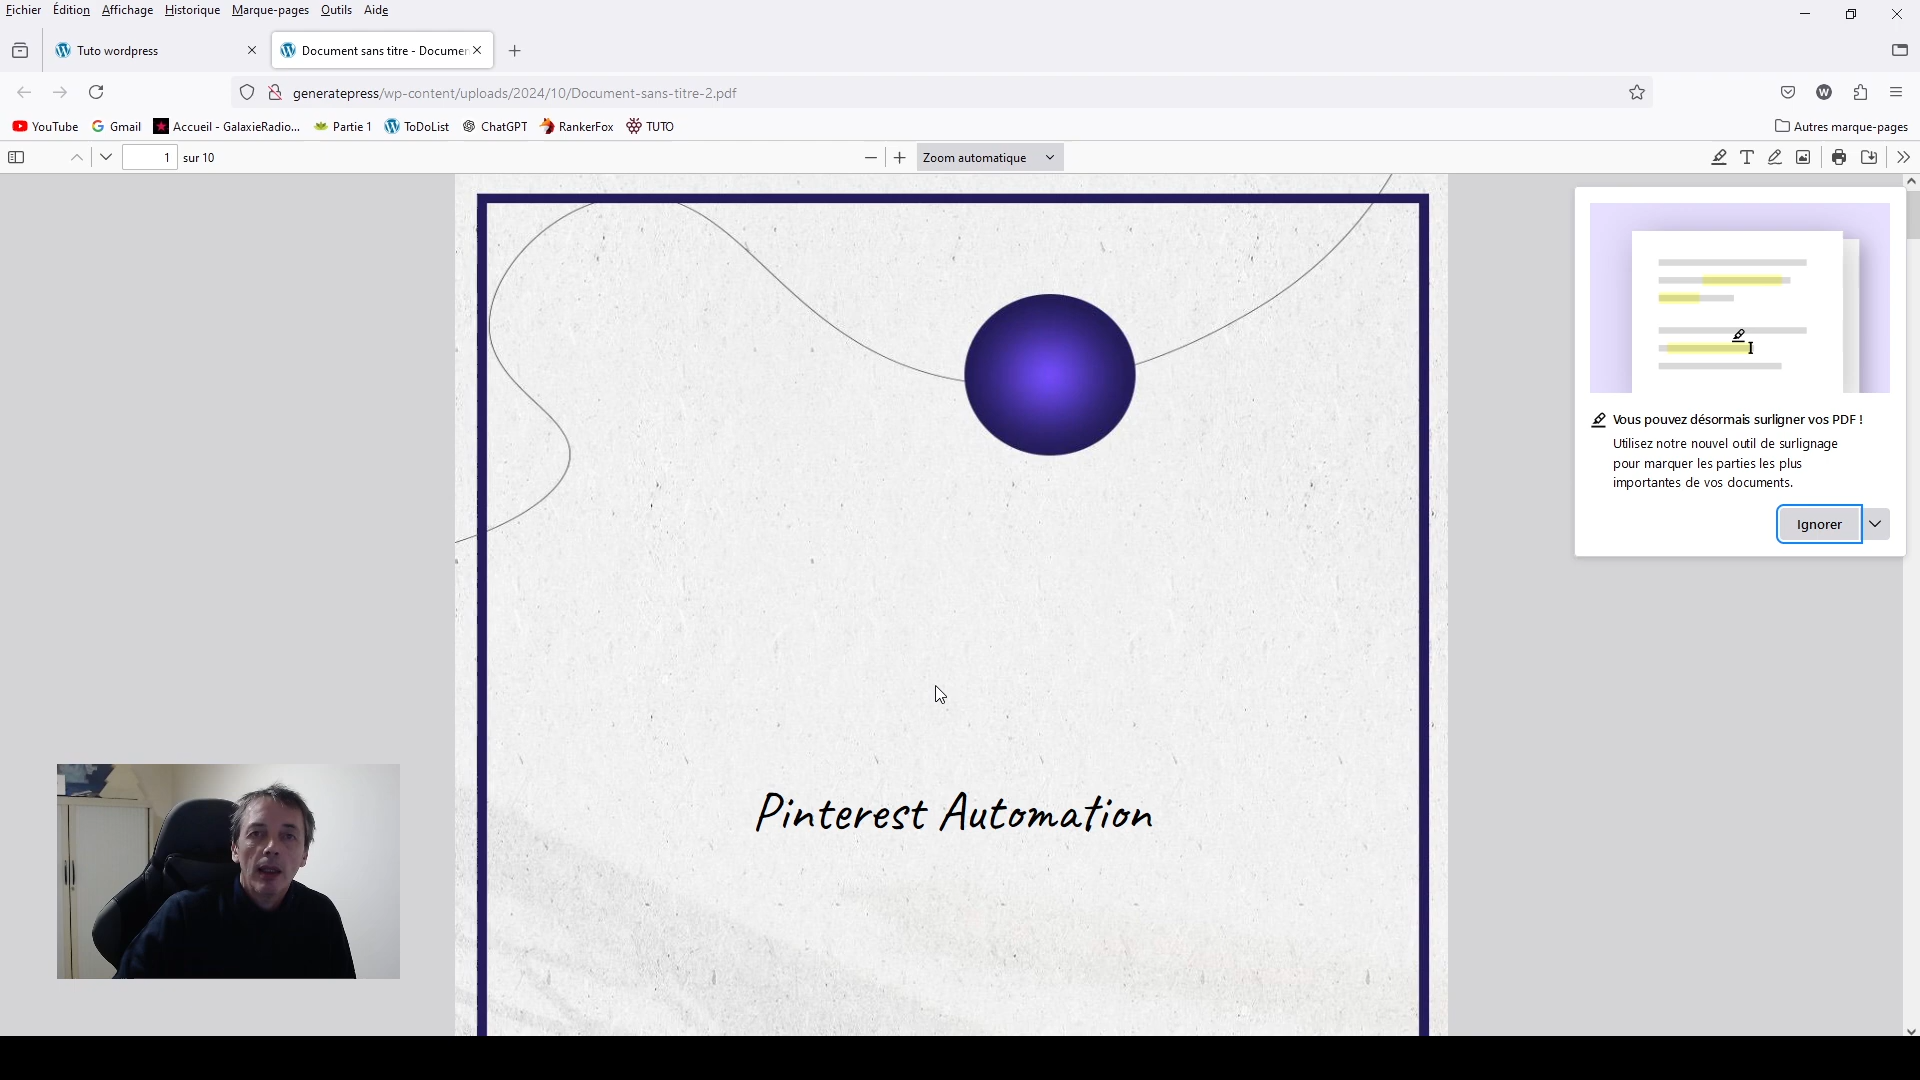 Fichier Édition Affichage Historique Marque-pages Outils Aide
Tuto wordpress
Document sans titre - Documen
generatepress/wp-content/uploads/2024/10/Document-sans-titre-2.pdf
YouTube Gmail Accueil - GalaxieRadio... Partie 1 ToDoList ChatGPT RankerFox TUTO Autres marque-pages
1 sur 10 Zoom automatique
Vous pouvez désormais surligner vos PDF !
Utilisez notre nouvel outil de surlignage
pour marquer les parties les plus
importantes de vos documents.
Ignorer
Pinterest Automation